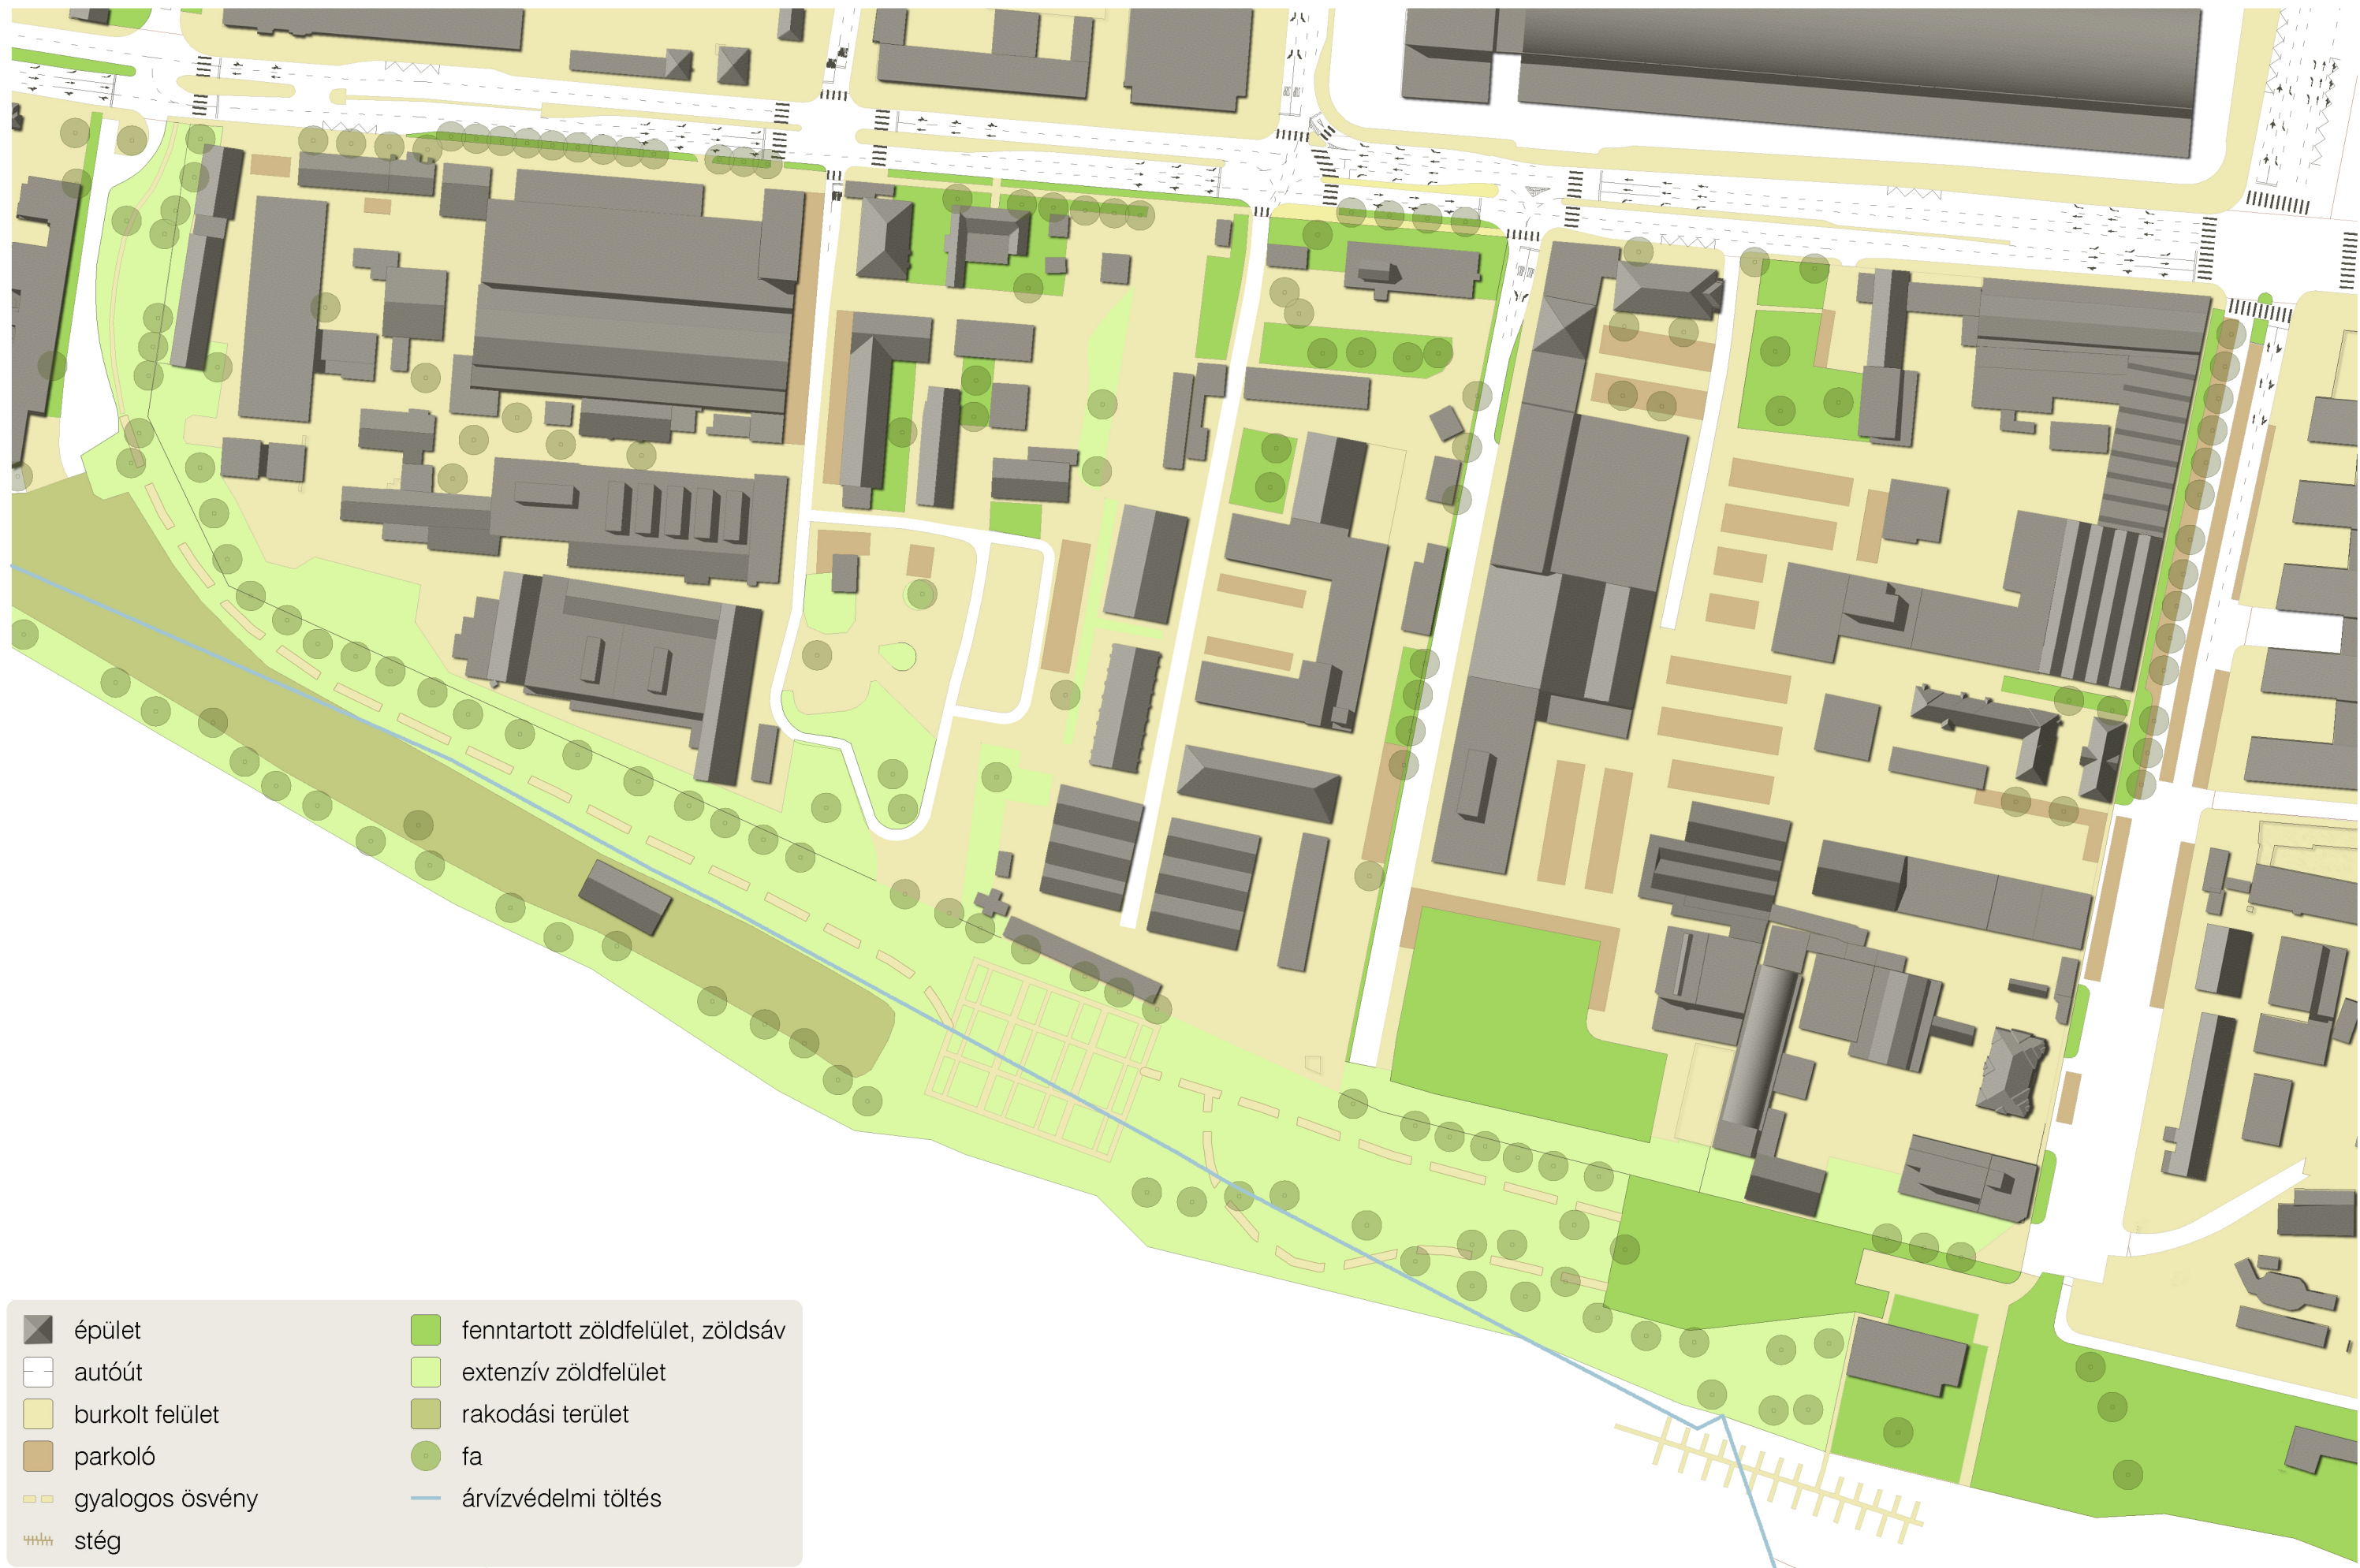 épület
autóút
burkolt felület
parkoló
gyalogos ösvény
stég
fenntartott zöldfelület, zöldsáv
extenzív zöldfelület
rakodási terület
fa
árvízvédelmi töltés